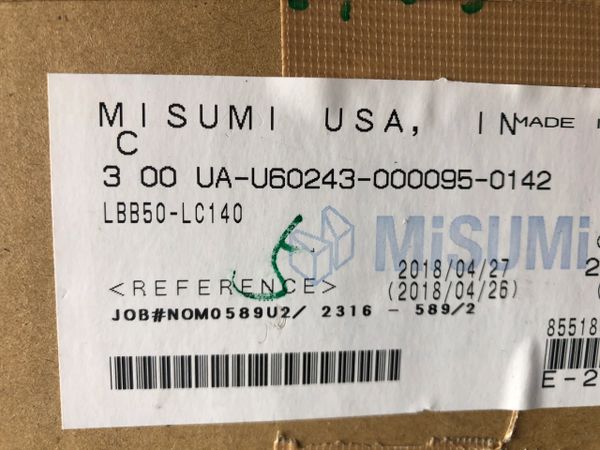 MISUMI USA, IN
MADE
C
3 00 UA-U60243-000095-0142
LBB50-LC140
MiSUMi
2018/04/27
<REFERENCE>
(2018/04/26)
JOB#NOM0589U2/ 2316 - 589/2
85518
E-2